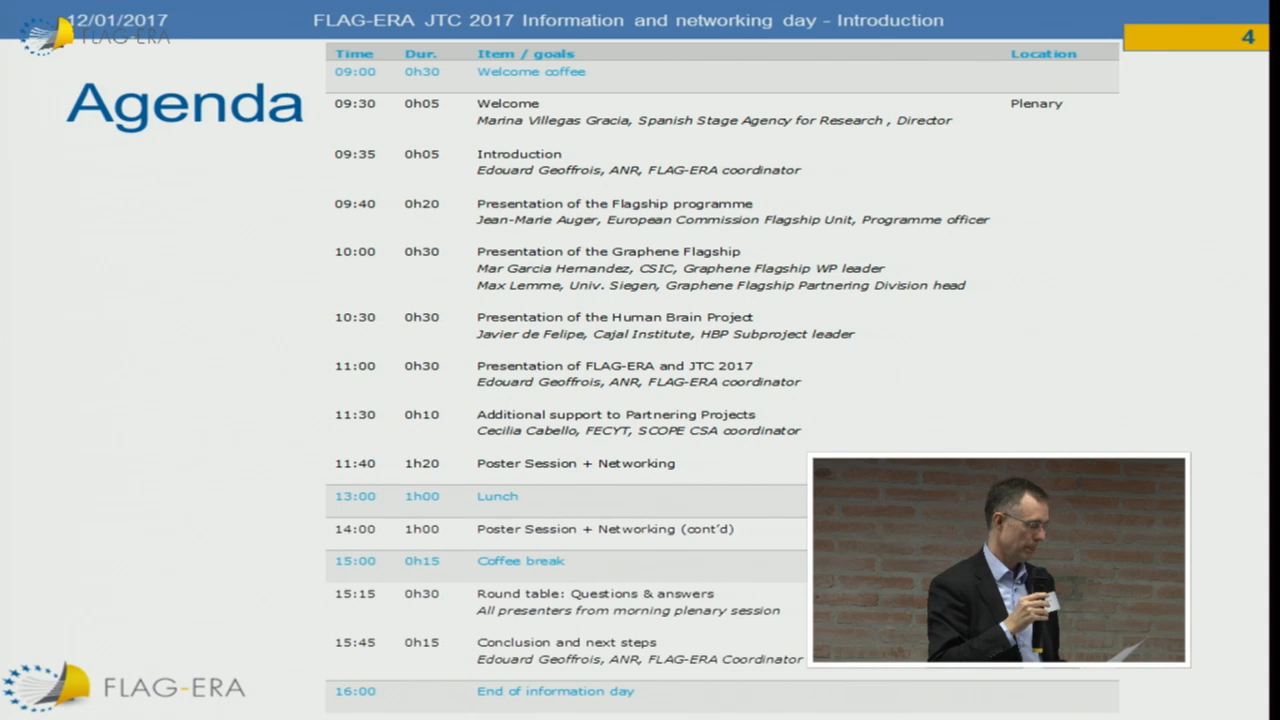 12/01/2017
FLAG-ERA JTC 2017 Information and networking day - Introduction
FLAG-ERA
4
Agenda
Time Dur. Item / goals Location
09:00 0h30 Welcome coffee
09:30 0h05 Welcome Plenary
Marina Villegas Gracia, Spanish Stage Agency for Research , Director
09:35 0h05 Introduction
Edouard Geoffrois, ANR, FLAG-ERA coordinator
09:40 0h20 Presentation of the Flagship programme
Jean-Marie Auger, European Commission Flagship Unit, Programme officer
10:00 0h30 Presentation of the Graphene Flagship
Mar Garcia Hernandez, CSIC, Graphene Flagship WP leader
Max Lemme, Univ. Siegen, Graphene Flagship Partnering Division head
10:30 0h30 Presentation of the Human Brain Project
Javier de Felipe, Cajal Institute, HBP Subproject leader
11:00 0h30 Presentation of FLAG-ERA and JTC 2017
Edouard Geoffrois, ANR, FLAG-ERA coordinator
11:30 0h10 Additional support to Partnering Projects
Cecilia Cabello, FECYT, SCOPE CSA coordinator
11:40 1h20 Poster Session + Networking
13:00 1h00 Lunch
14:00 1h00 Poster Session + Networking (cont'd)
15:00 0h15 Coffee break
15:15 0h30 Round table: Questions & answers
All presenters from morning plenary session
15:45 0h15 Conclusion and next steps
Edouard Geoffrois, ANR, FLAG-ERA Coordinator
16:00 End of information day
FLAG-ERA